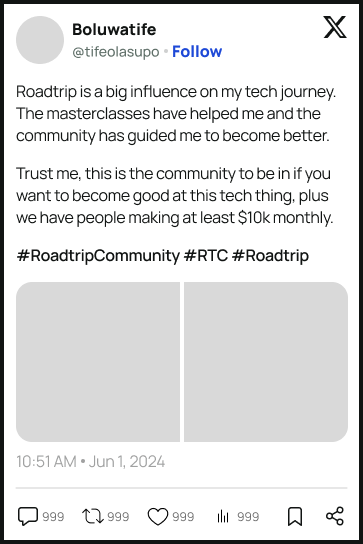 Boluwatife
@tifeolasupo • Follow
Roadtrip is a big influence on my tech journey.
The masterclasses have helped me and the
community has guided me to become better.
Trust me, this is the community to be in if you
want to become good at this tech thing, plus
we have people making at least $10k monthly.
#RoadtripCommunity #RTC #Roadtrip
10:51 AM • Jun 1, 2024
999 999 999 999